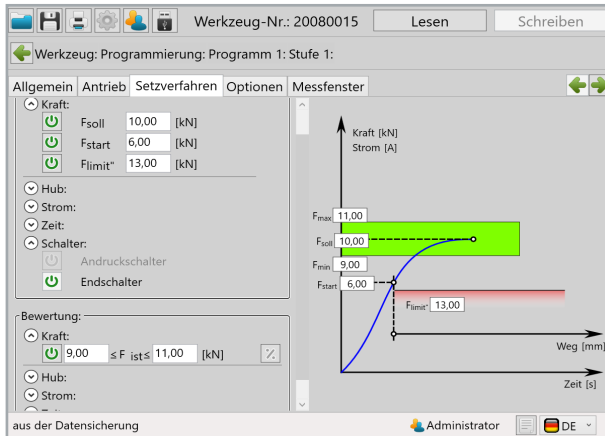 Werkzeug-Nr.: 20080015 Lesen Schreiben
Werkzeug: Programmierung: Programm 1: Stufe 1:
Allgemein Antrieb Setzverfahren Optionen Messfenster
Kraft:
Fsoll 10,00 [kN]
Fstart 6,00 [kN]
Flimit" 13,00 [kN]
Hub:
Strom:
Zeit:
Schalter:
Andruckschalter
Endschalter
Bewertung:
Kraft:
9,00 ≤ F ist≤ 11,00 [kN] %
Hub:
Strom:
Kraft [kN]
Strom [A]
Fmax 11,00
Fsoll 10,00
Fmin 9,00
Fstart 6,00
Flimit" 13,00
Weg [mm]
Zeit [s]
aus der Datensicherung Administrator DE